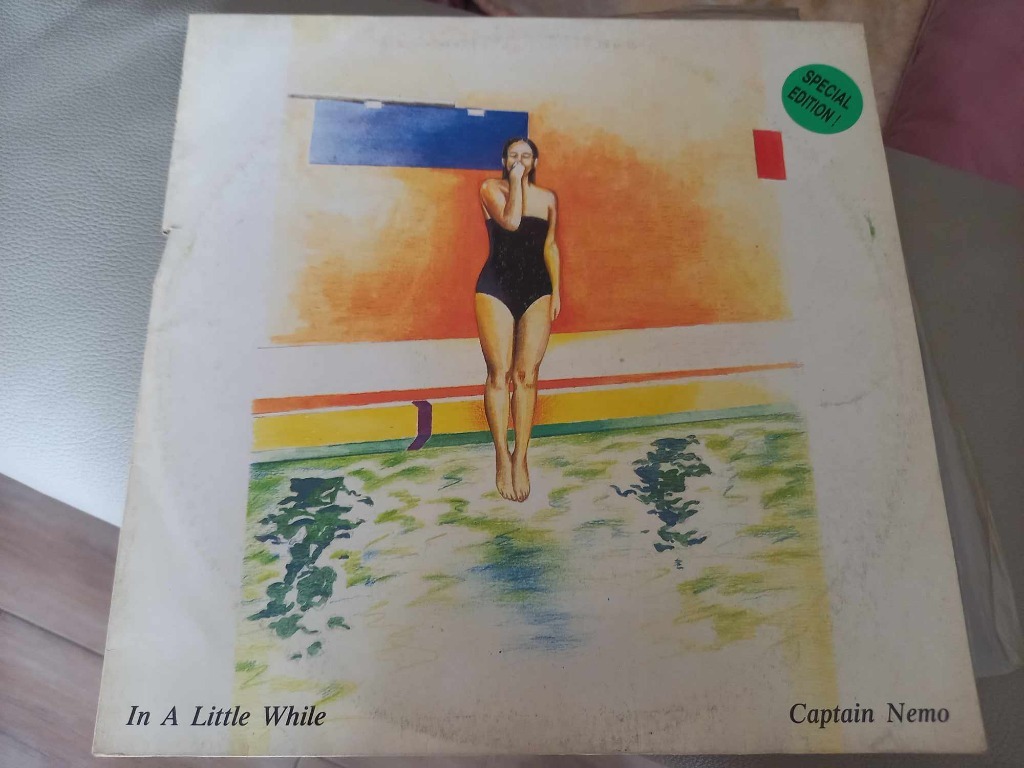 SPECIAL
EDITION!
In A Little While
Captain Nemo